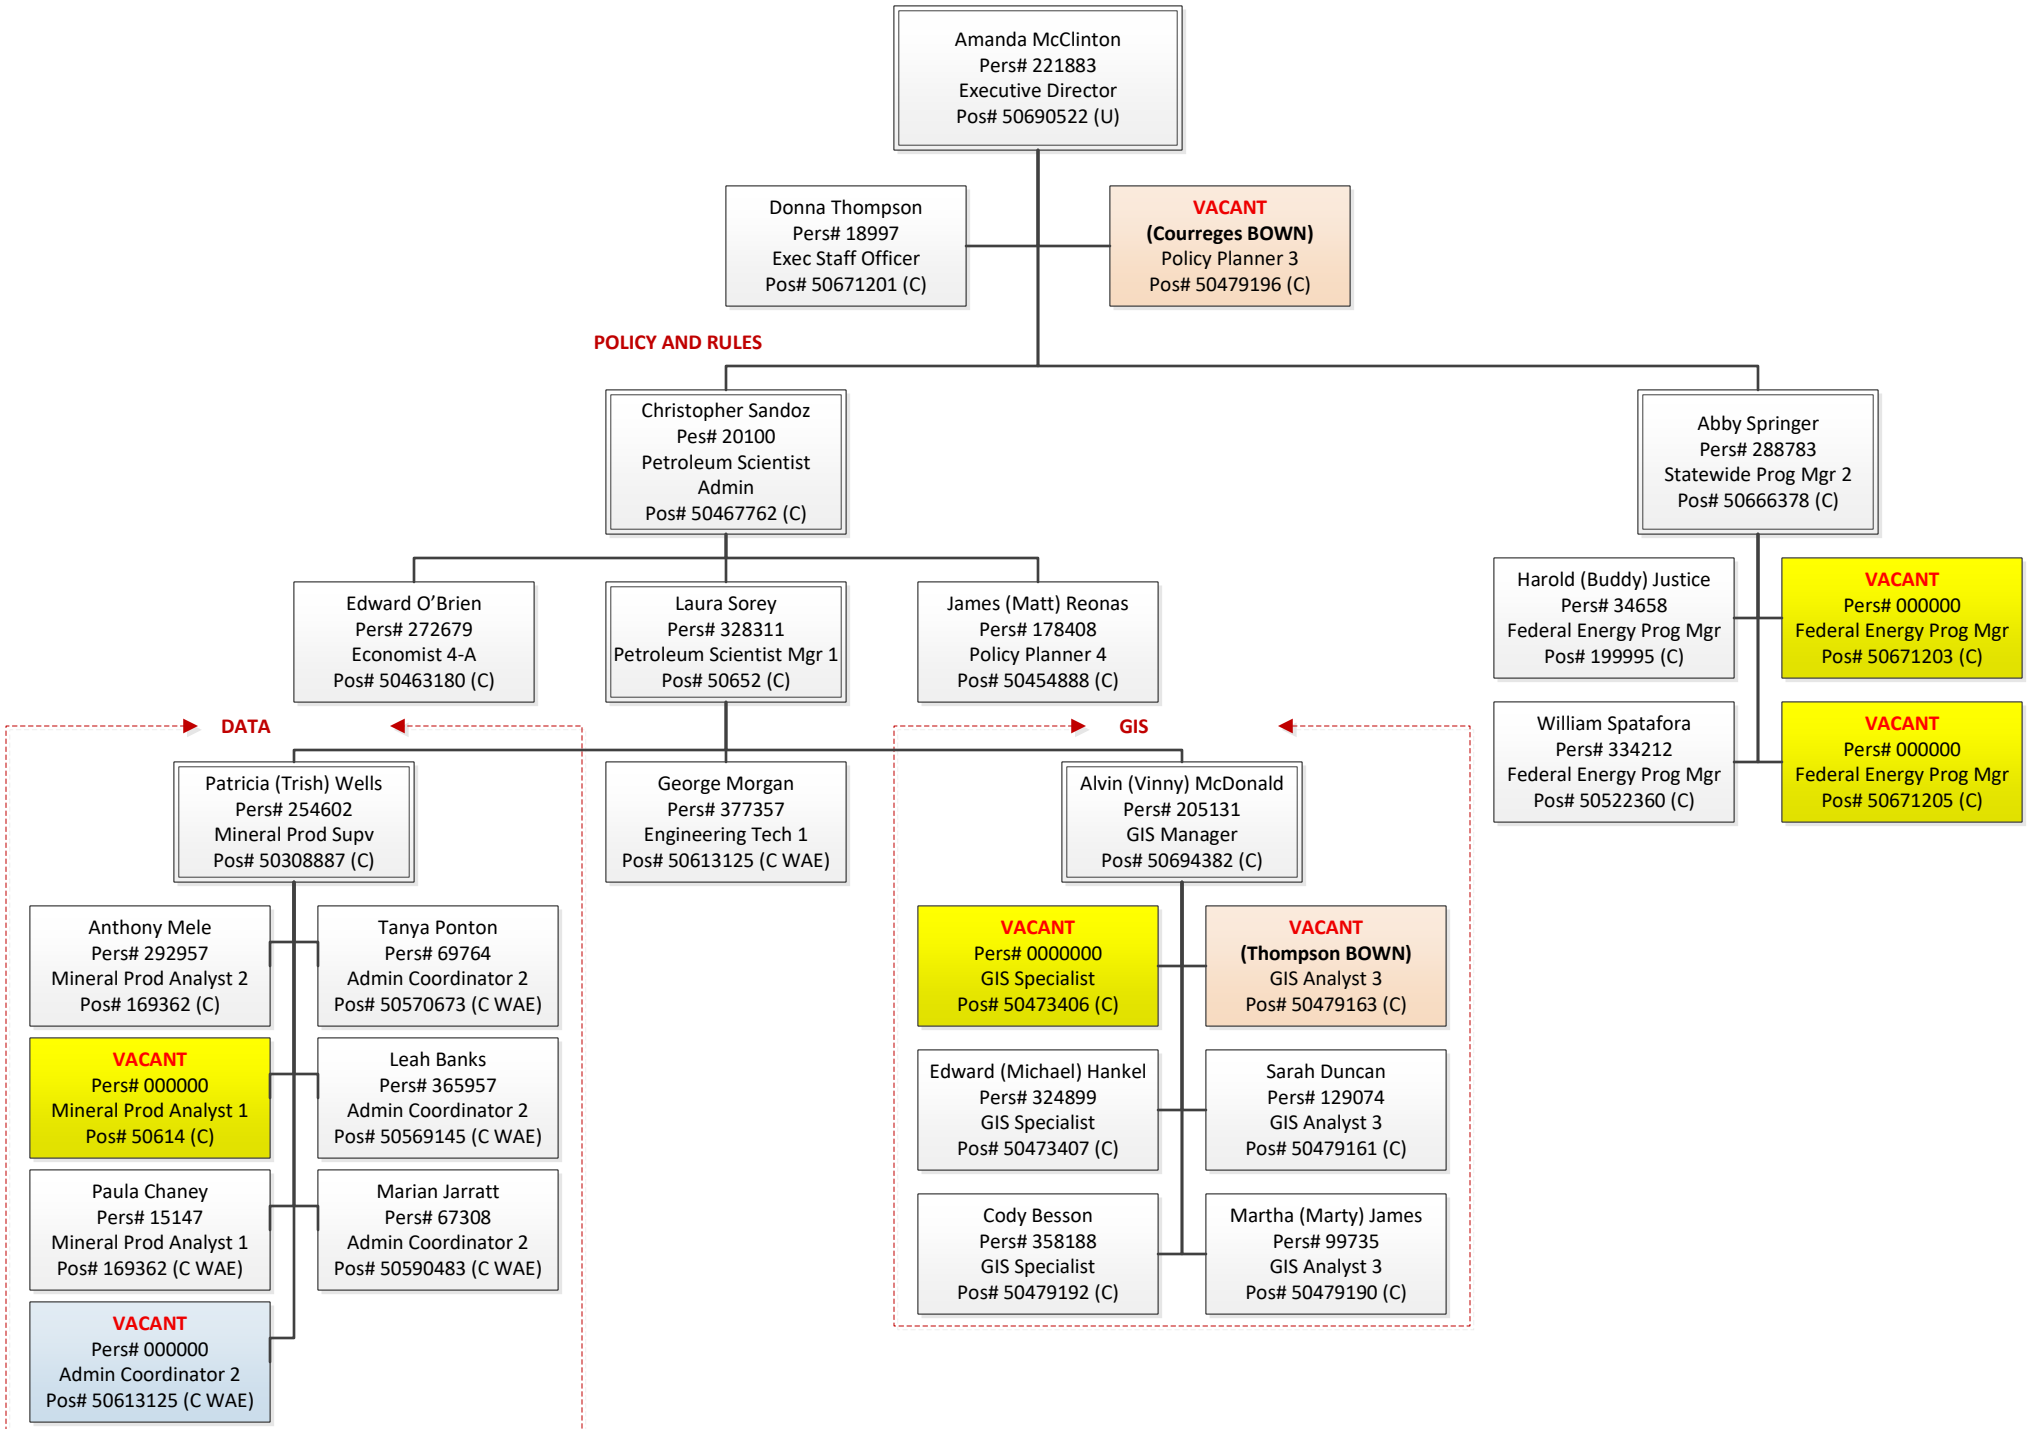 Amanda McClinton
Pers# 221883
Executive Director
Pos# 50690522 (U)
Donna Thompson
Pers# 18997
Exec Staff Officer
Pos# 50671201 (C)
VACANT
(Courreges BOWN)
Policy Planner 3
Pos# 50479196 (C)
POLICY AND RULES
Christopher Sandoz
Pes# 20100
Petroleum Scientist
Admin
Pos# 50467762 (C)
Abby Springer
Pers# 288783
Statewide Prog Mgr 2
Pos# 50666378 (C)
Edward O’Brien
Pers# 272679
Economist 4-A
Pos# 50463180 (C)
Laura Sorey
Pers# 328311
Petroleum Scientist Mgr 1
Pos# 50652 (C)
James (Matt) Reonas
Pers# 178408
Policy Planner 4
Pos# 50454888 (C)
Harold (Buddy) Justice
Pers# 34658
Federal Energy Prog Mgr
Pos# 199995 (C)
VACANT
Pers# 000000
Federal Energy Prog Mgr
Pos# 50671203 (C)
William Spatafora
Pers# 334212
Federal Energy Prog Mgr
Pos# 50522360 (C)
VACANT
Pers# 000000
Federal Energy Prog Mgr
Pos# 50671205 (C)
DATA
GIS
Patricia (Trish) Wells
Pers# 254602
Mineral Prod Supv
Pos# 50308887 (C)
George Morgan
Pers# 377357
Engineering Tech 1
Pos# 50613125 (C WAE)
Alvin (Vinny) McDonald
Pers# 205131
GIS Manager
Pos# 50694382 (C)
Anthony Mele
Pers# 292957
Mineral Prod Analyst 2
Pos# 169362 (C)
Tanya Ponton
Pers# 69764
Admin Coordinator 2
Pos# 50570673 (C WAE)
VACANT
Pers# 0000000
GIS Specialist
Pos# 50473406 (C)
VACANT
(Thompson BOWN)
GIS Analyst 3
Pos# 50479163 (C)
VACANT
Pers# 000000
Mineral Prod Analyst 1
Pos# 50614 (C)
Leah Banks
Pers# 365957
Admin Coordinator 2
Pos# 50569145 (C WAE)
Edward (Michael) Hankel
Pers# 324899
GIS Specialist
Pos# 50473407 (C)
Sarah Duncan
Pers# 129074
GIS Analyst 3
Pos# 50479161 (C)
Paula Chaney
Pers# 15147
Mineral Prod Analyst 1
Pos# 169362 (C WAE)
Marian Jarratt
Pers# 67308
Admin Coordinator 2
Pos# 50590483 (C WAE)
Cody Besson
Pers# 358188
GIS Specialist
Pos# 50479192 (C)
Martha (Marty) James
Pers# 99735
GIS Analyst 3
Pos# 50479190 (C)
VACANT
Pers# 000000
Admin Coordinator 2
Pos# 50613125 (C WAE)